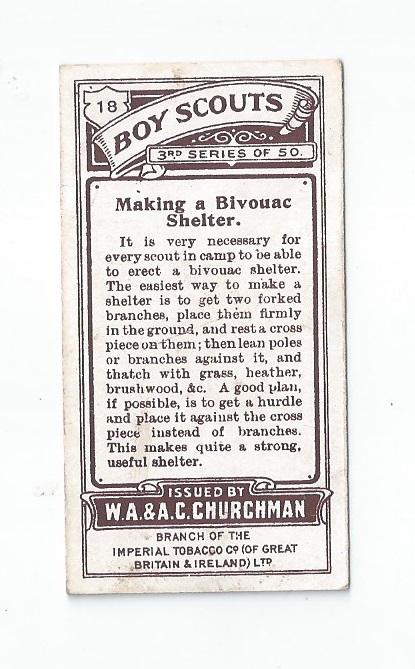 18
BOY SCOUTS
3RD SERIES OF 50.
Making a Bivouac
Shelter.
It is very necessary for
every scout in camp to be able
to erect a bivouac shelter.
The easiest way to make a
shelter is to get two forked
branches, place them firmly
in the ground, and rest a cross
piece on them; then lean poles
or branches against it, and
thatch with grass, heather,
brushwood, &c. A good plan,
if possible, is to get a hurdle
and place it against the cross
piece instead of branches.
This makes quite a strong,
useful shelter.
ISSUED BY
W.A. & A.C. CHURCHMAN
BRANCH OF THE
IMPERIAL TOBACCO CO (OF GREAT
BRITAIN & IRELAND) LTD